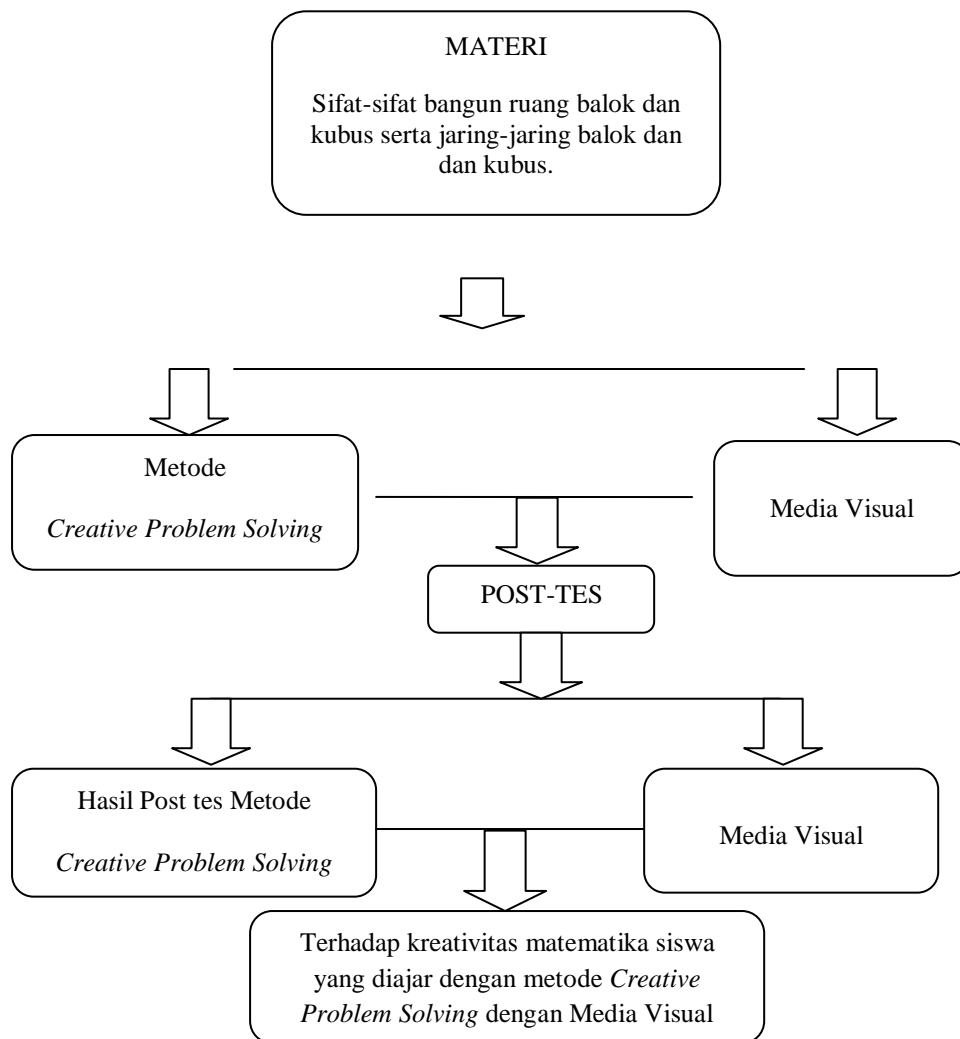 MATERI
Sifat-sifat bangun ruang balok dan
kubus serta jaring-jaring balok dan
dan kubus.
Metode
Creative Problem Solving
Media Visual
POST-TES
Hasil Post tes Metode
Creative Problem Solving
Media Visual
Terhadap kreativitas matematika siswa
yang diajar dengan metode Creative
Problem Solving dengan Media Visual